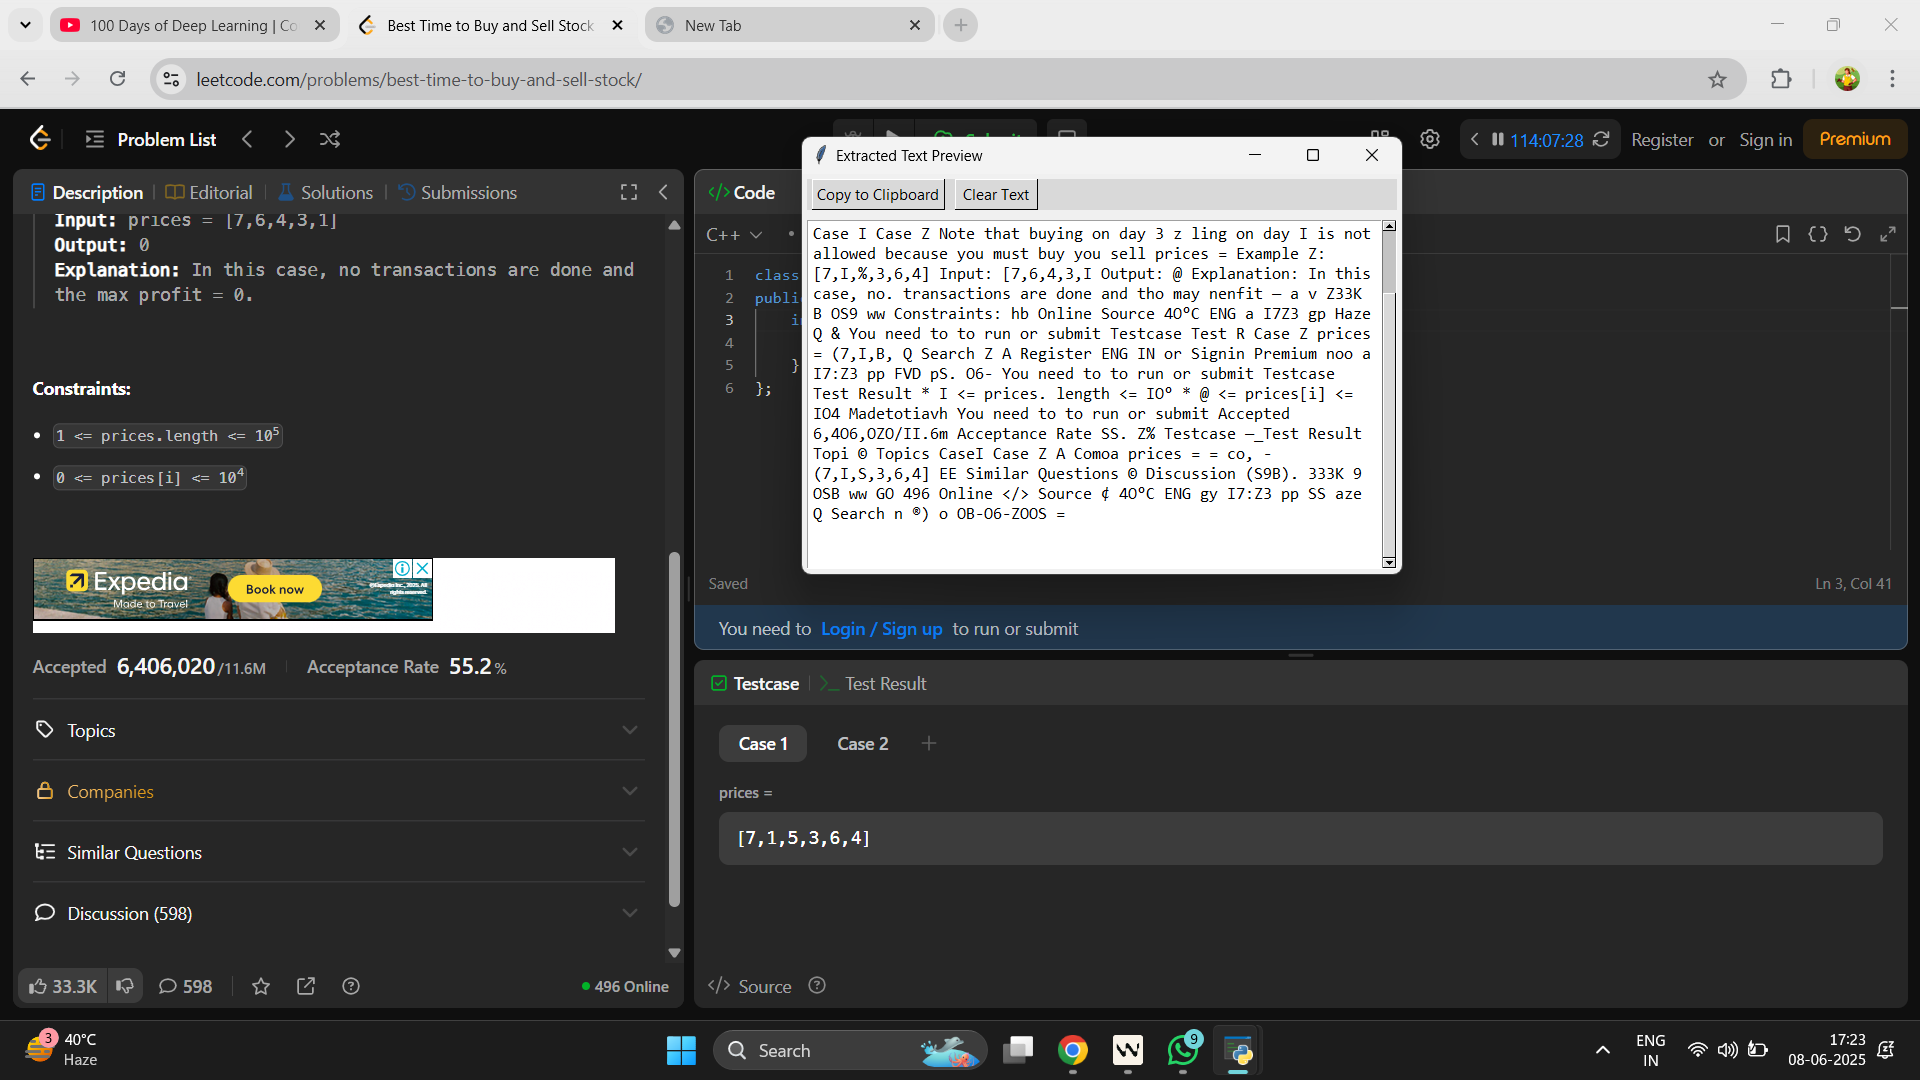 100 Days of Deep Learning | Co
Best Time to Buy and Sell Stock
New Tab
leetcode.com/problems/best-time-to-buy-and-sell-stock/
Problem List
114:07:28
Register or Sign in
Premium
Description
Editorial
Solutions
Submissions
Input: prices = [7,6,4,3,1]
Output: 0
Explanation: In this case, no transactions are done and
the max profit = 0.
Constraints:
1 <= prices.length <= 10⁵
0 <= prices[i] <= 10⁴
Expedia
Made to Travel
Book now
Accepted 6,406,020/11.6M
Acceptance Rate 55.2%
Topics
Companies
Similar Questions
Discussion (598)
33.3K
598
496 Online
</> Code
C++
1 class
2
3
4
5 }
6 };
Extracted Text Preview
Copy to Clipboard
Clear Text
Case I Case Z Note that buying on day 3 z ling on day I is not
allowed because you must buy you sell prices = Example Z:
[7,I,%,3,6,4] Input: [7,6,4,3,I Output: @ Explanation: In this
case, no. transactions are done and tho may nenfit — a v Z33K
B OS9 ww Constraints: hb Online Source 4O°C ENG a I7Z3 gp Haze
Q & You need to to run or submit Testcase Test R Case Z prices
= (7,I,B, Q Search Z A Register ENG IN or Signin Premium noo a
I7:Z3 pp FVD pS. O6- You need to to run or submit Testcase
Test Result * I <= prices. length <= IO° * @ <= prices[i] <=
IO4 Madetotiavh You need to to run or submit Accepted
6,4O6,OZO/II.6m Acceptance Rate SS. Z% Testcase —_Test Result
Topi © Topics CaseI Case Z A Comoa prices = = co, -
(7,I,S,3,6,4] EE Similar Questions © Discussion (S9B). 333K 9
OSB ww GO 496 Online </> Source ¢ 4O°C ENG gy I7:Z3 pp SS aze
Q Search n ®) o OB-O6-ZOOS =
Saved
Ln 3, Col 41
You need to Login / Sign up to run or submit
Testcase
>_ Test Result
Case 1
Case 2
prices =
[7,1,5,3,6,4]
</> Source
3
40°C
Haze
Search
9
ENG
IN
17:23
08-06-2025